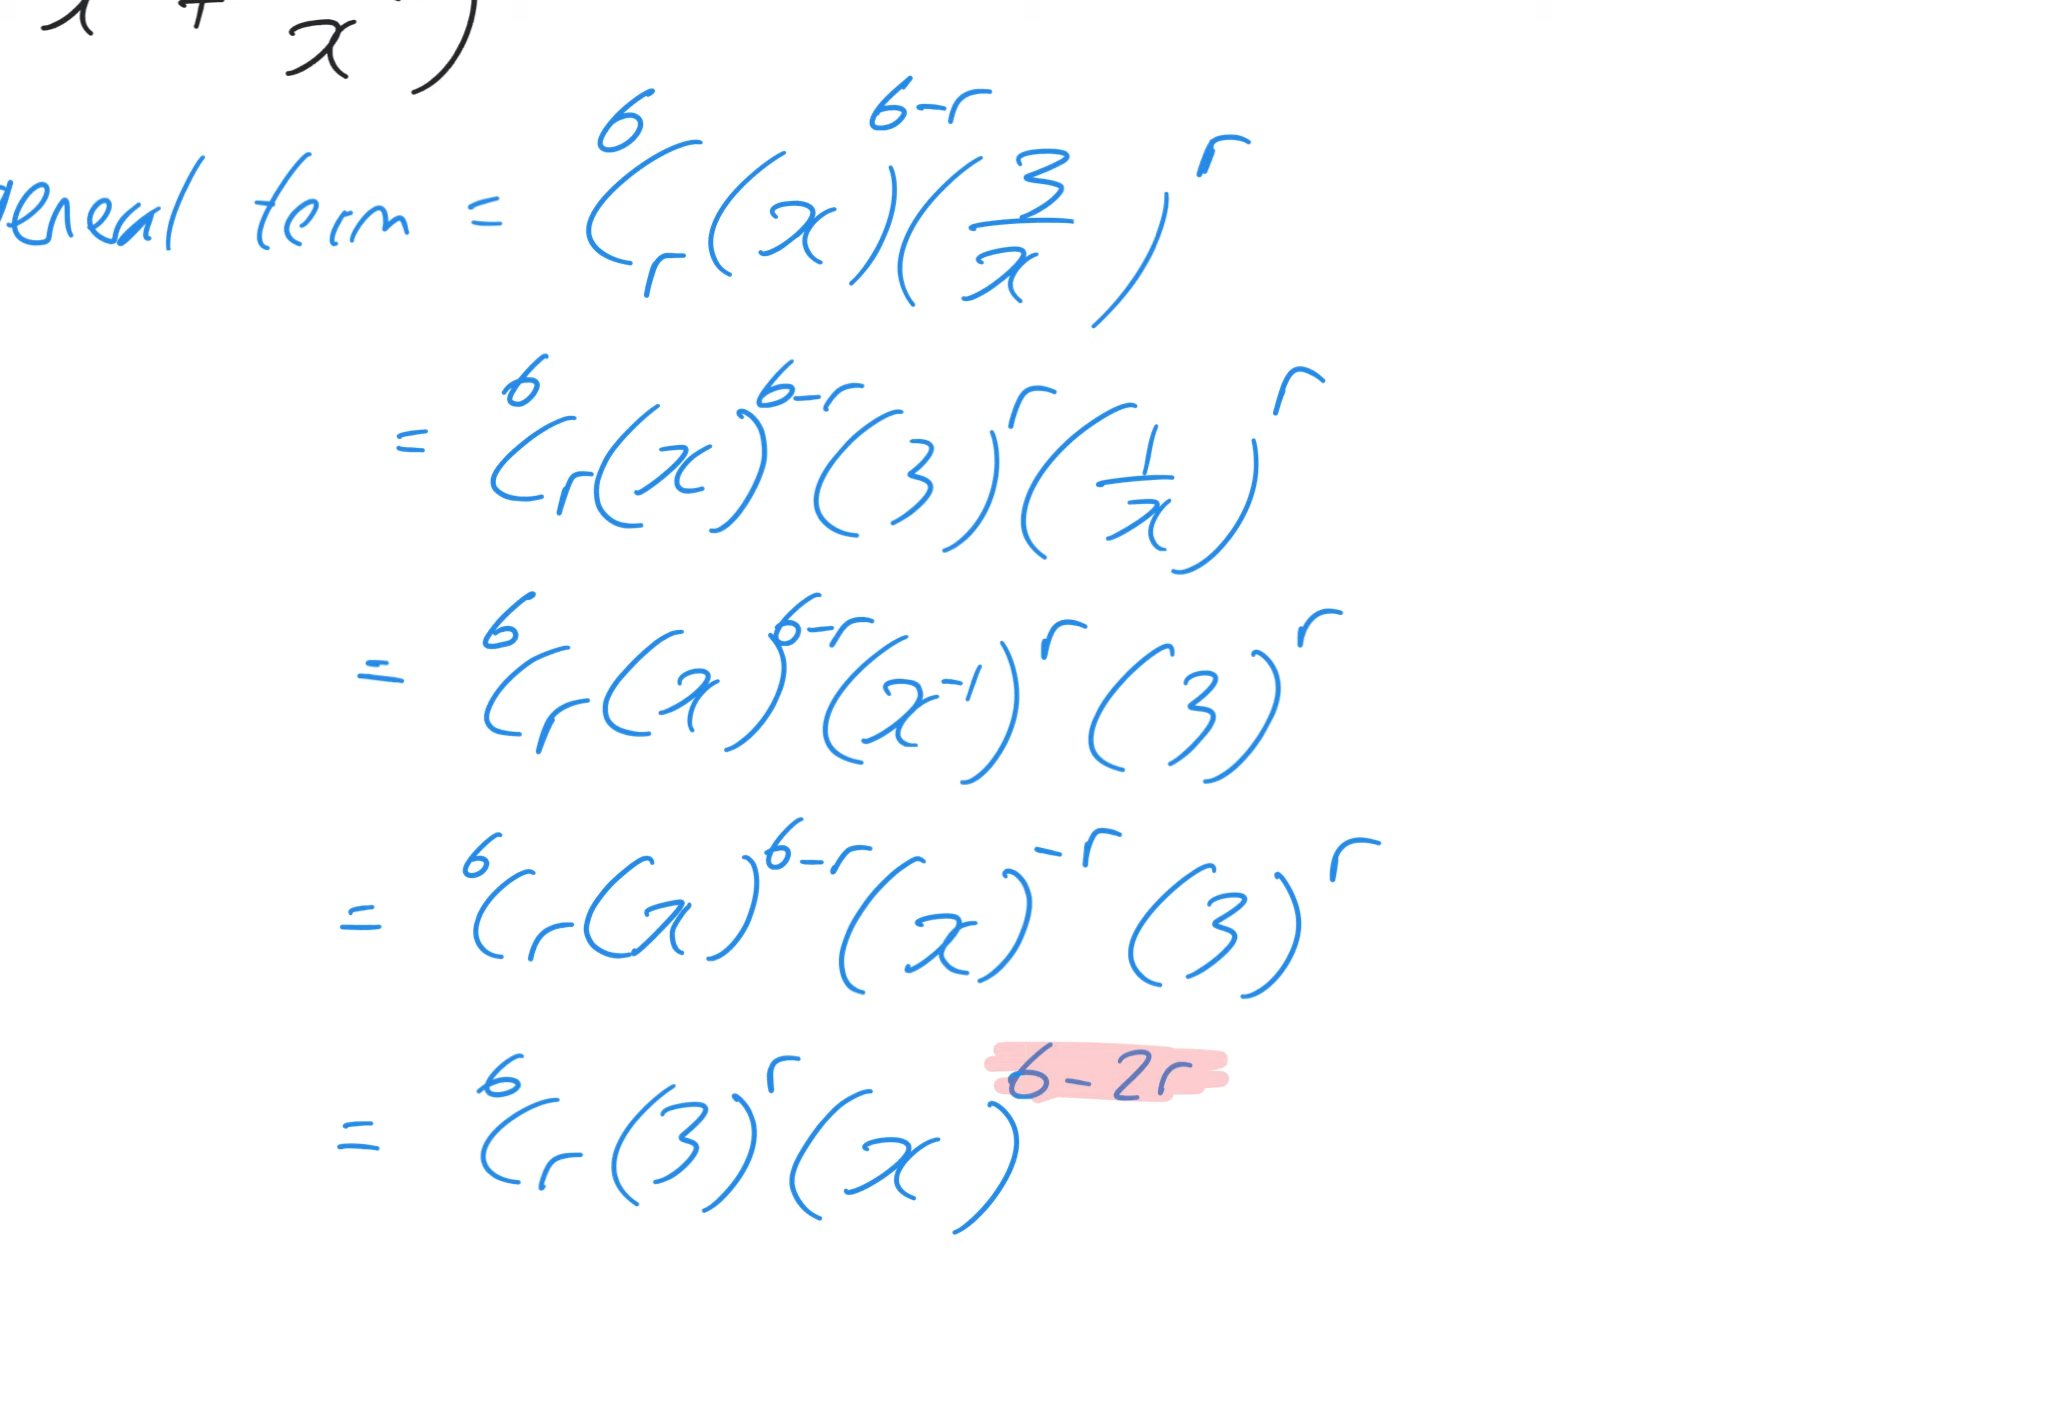 x + x )
eneral term = ⁶Cᵣ (x)⁶⁻ʳ (3/x)ʳ
= ⁶Cᵣ (x)⁶⁻ʳ (3)ʳ (1/x)ʳ
= ⁶Cᵣ (x)⁶⁻ʳ (x⁻¹)ʳ (3)ʳ
= ⁶Cᵣ (x)⁶⁻ʳ (x)⁻ʳ (3)ʳ
= ⁶Cᵣ (3)ʳ (x)⁶⁻²ʳ